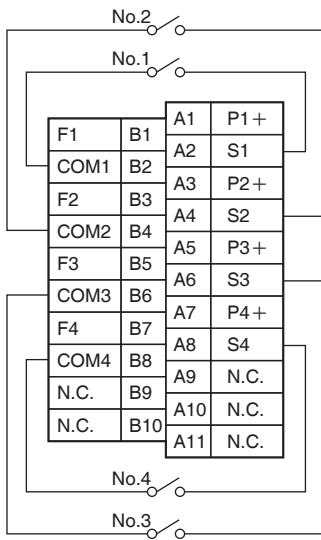 No.2
No.1
A1 P1+
F1 B1
A2 S1
COM1 B2
A3 P2+
F2 B3
A4 S2
COM2 B4
A5 P3+
F3 B5
A6 S3
COM3 B6
A7 P4+
F4 B7
A8 S4
COM4 B8
A9 N.C.
N.C. B9
A10 N.C.
N.C. B10
A11 N.C.
No.4
No.3